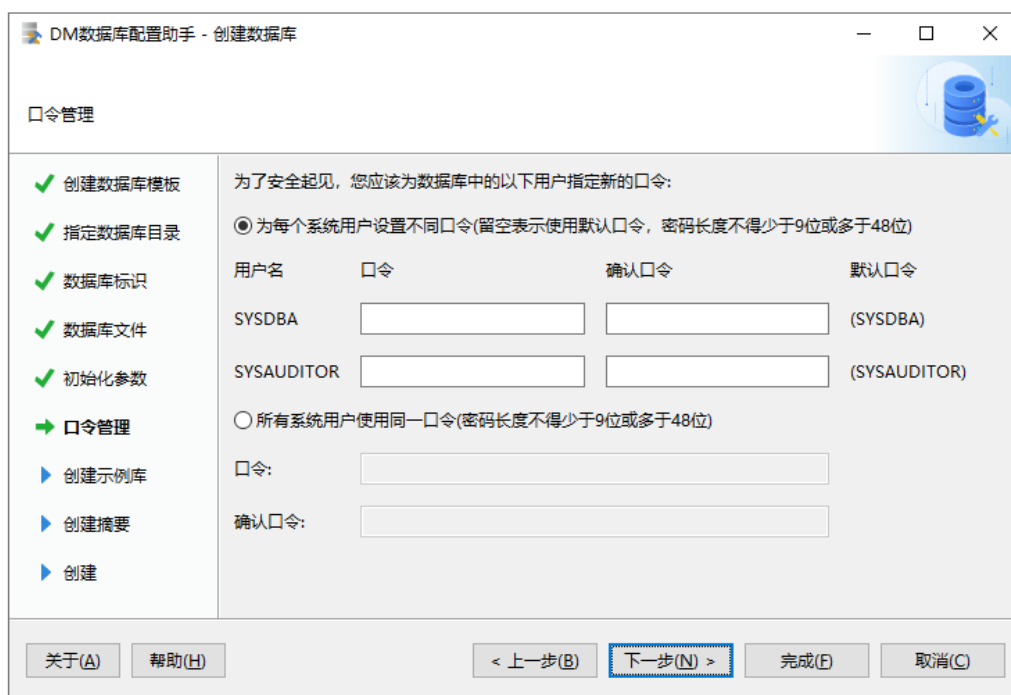 DM数据库配置助手 - 创建数据库
口令管理
创建数据库模板
指定数据库目录
数据库标识
数据库文件
初始化参数
口令管理
创建示例库
创建摘要
创建
为了安全起见，您应该为数据库中的以下用户指定新的口令:
为每个系统用户设置不同口令(留空表示使用默认口令，密码长度不得少于9位或多于48位)
用户名 口令 确认口令 默认口令
SYSDBA (SYSDBA)
SYSAUDITOR (SYSAUDITOR)
所有系统用户使用同一口令(密码长度不得少于9位或多于48位)
口令:
确认口令:
关于(A) 帮助(H) < 上一步(B) 下一步(N) > 完成(F) 取消(C)